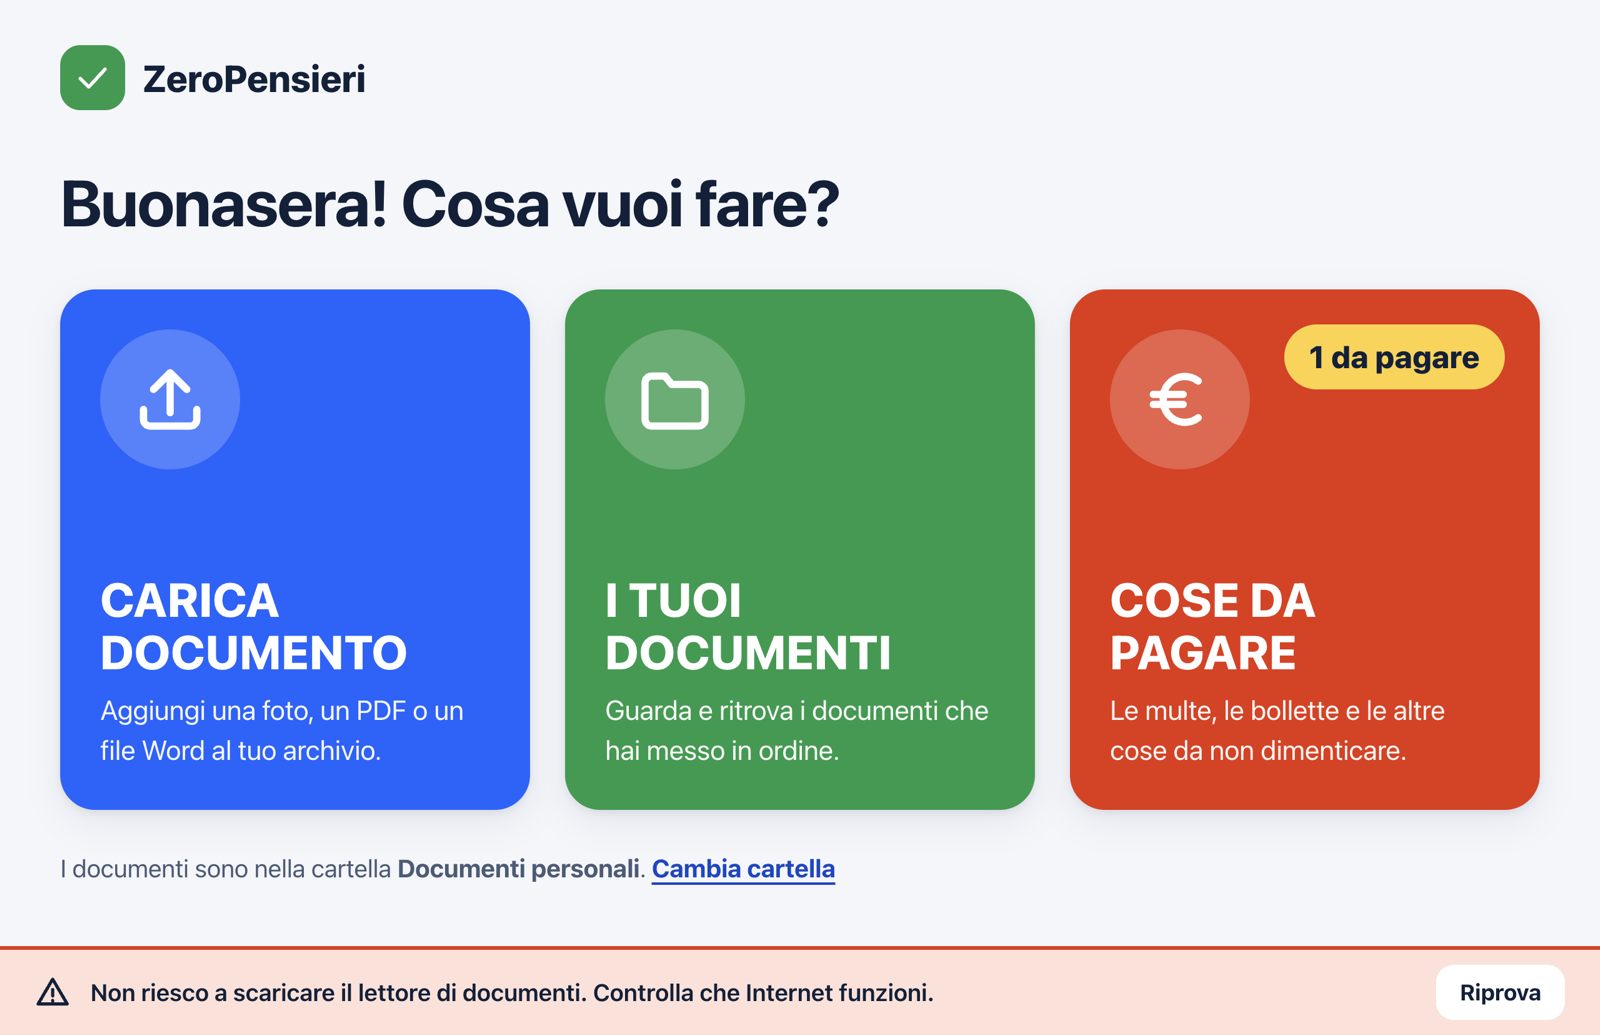 ZeroPensieri
Buonasera! Cosa vuoi fare?
1 da pagare
CARICA
DOCUMENTO
Aggiungi una foto, un PDF o un
file Word al tuo archivio.
I TUOI
DOCUMENTI
Guarda e ritrova i documenti che
hai messo in ordine.
COSE DA
PAGARE
Le multe, le bollette e le altre
cose da non dimenticare.
I documenti sono nella cartella Documenti personali. Cambia cartella
Non riesco a scaricare il lettore di documenti. Controlla che Internet funzioni.
Riprova